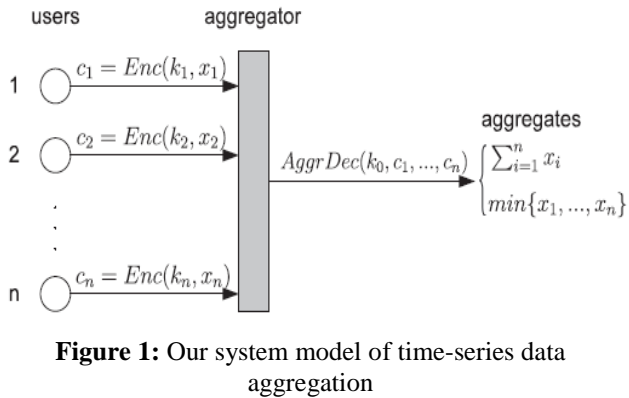 users aggregator
1 c₁ = Enc(k₁, x₁)
2 c₂ = Enc(k₂, x₂)
aggregates
AggrDec(k₀, c₁, ..., cₙ) { ∑ⁿᵢ₌₁ xᵢ
min{x₁, ..., xₙ}
n cₙ = Enc(kₙ, xₙ)
Figure 1: Our system model of time-series data
aggregation